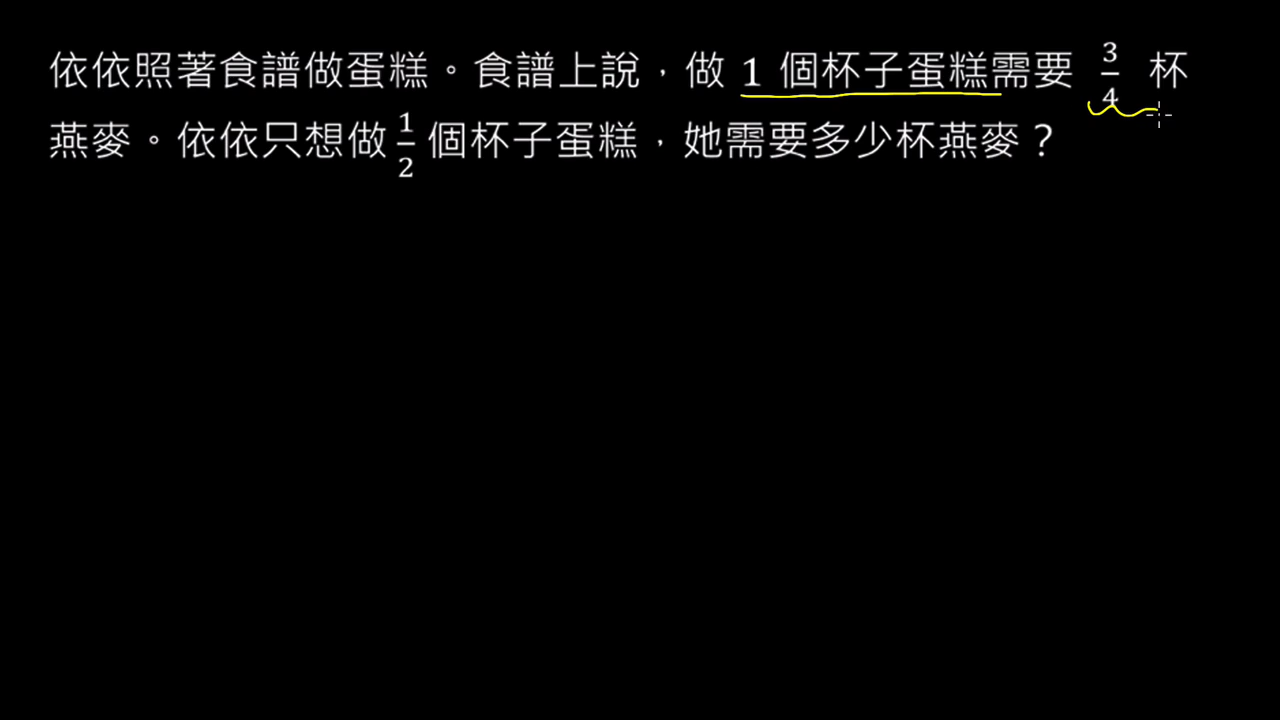 依依照著食譜做蛋糕。食譜上說，做 1 個杯子蛋糕需要 3/4 杯
燕麥。依依只想做 1/2 個杯子蛋糕，她需要多少杯燕麥？